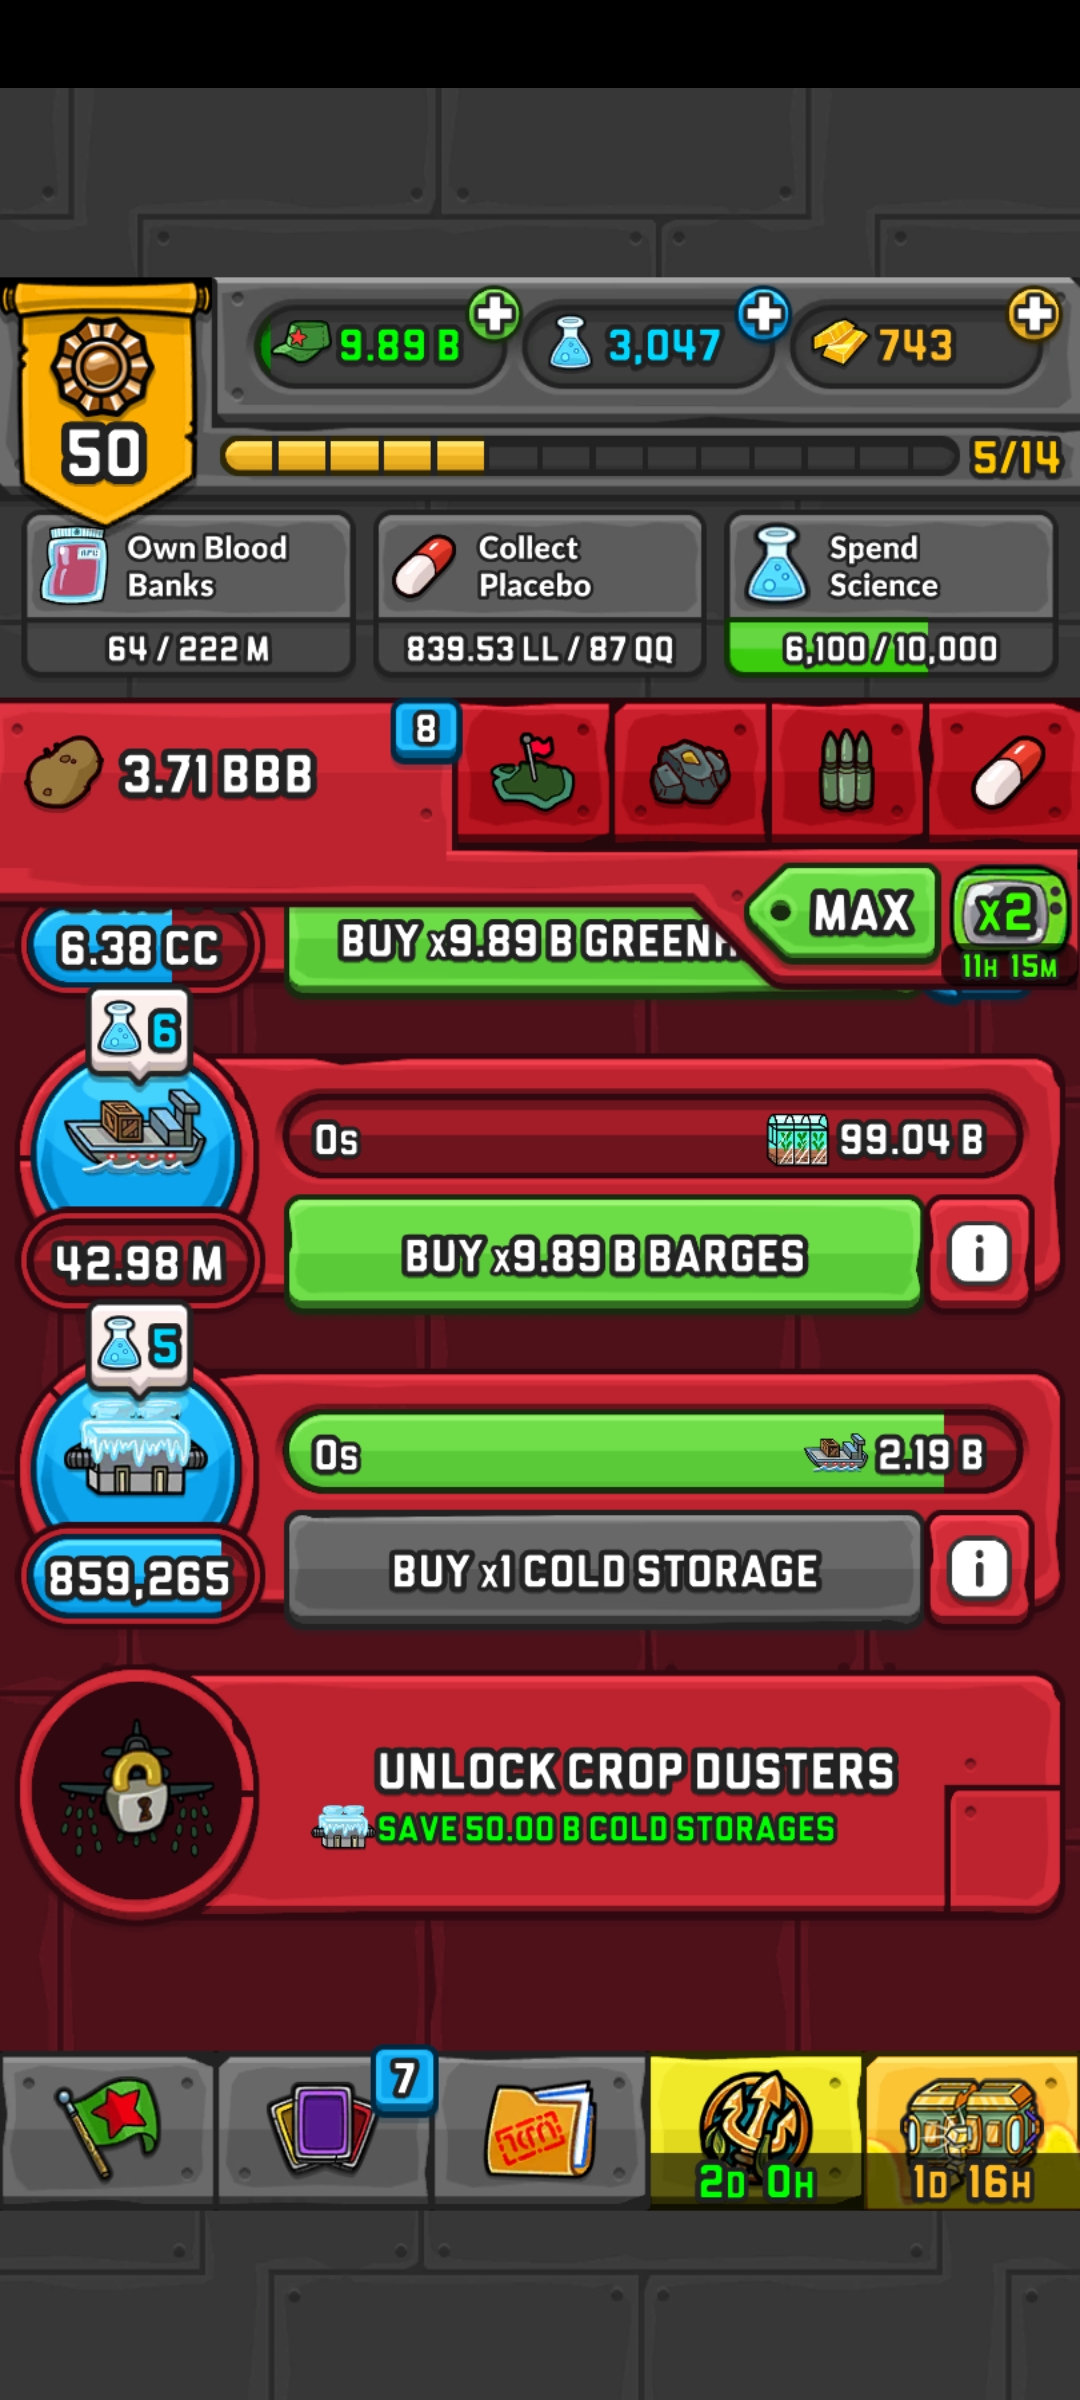 9.89 B
3,047
743
50
5/14
Own Blood
Banks
64 / 222 M
Collect
Placebo
839.53 LL / 87 QQ
Spend
Science
6,100/10,000
3.71 BBB
8
MAX
x2
11H 15M
6.38 CC
BUY x9.89 B GREENH
6
0s
99.04 B
42.98 M
BUY x9.89 B BARGES
i
5
0s
2.19 B
859,265
BUY x1 COLD STORAGE
i
UNLOCK CROP DUSTERS
SAVE 50.00 B COLD STORAGES
7
2D 0H
1D 16H